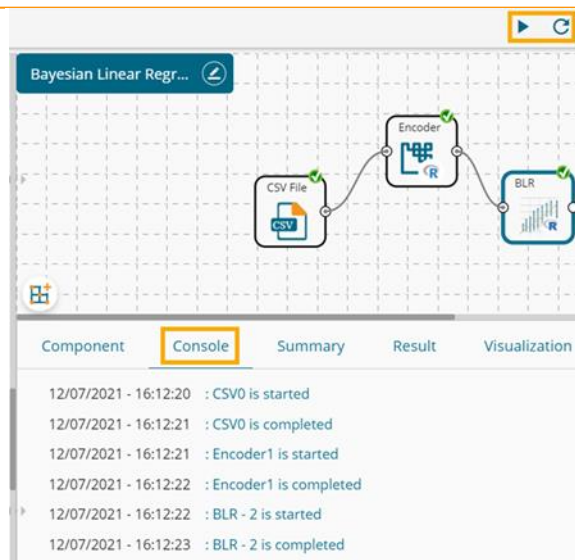 Bayesian Linear Regr...
Encoder
R
CSV File
CSV
BLR
R
Component Console Summary Result Visualization
12/07/2021 - 16:12:20 : CSV0 is started
12/07/2021 - 16:12:21 : CSV0 is completed
12/07/2021 - 16:12:21 : Encoder1 is started
12/07/2021 - 16:12:22 : Encoder1 is completed
12/07/2021 - 16:12:22 : BLR - 2 is started
12/07/2021 - 16:12:23 : BLR - 2 is completed